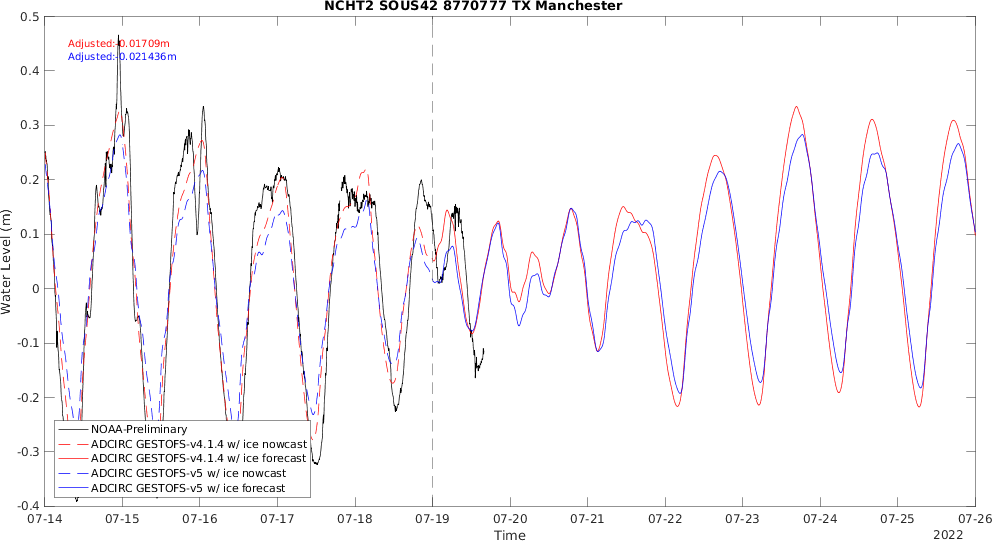 NCHT2 SOUS42 8770777 TX Manchester
Adjusted:-0.01709m
Adjusted:-0.021436m
0.5
0.4
0.3
0.2
0.1
0
-0.1
-0.2
-0.3
-0.4
Water Level (m)
NOAA-Preliminary
ADCIRC GESTOFS-v4.1.4 w/ ice nowcast
ADCIRC GESTOFS-v4.1.4 w/ ice forecast
ADCIRC GESTOFS-v5 w/ ice nowcast
ADCIRC GESTOFS-v5 w/ ice forecast
07-14 07-15 07-16 07-17 07-18 07-19 07-20 07-21 07-22 07-23 07-24 07-25 07-26
Time
2022